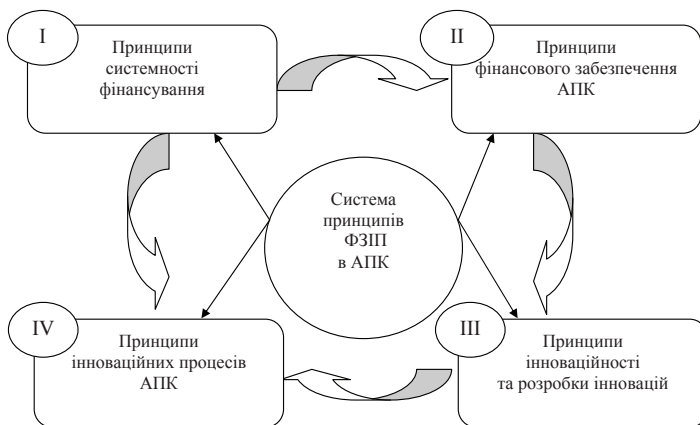 I
Принципи
системності
фінансування
II
Принципи
фінансового забезпечення
АПК
Система
принципів
ФЗІП
в АПК
IV
Принципи
інноваційних процесів
АПК
III
Принципи
інноваційності
та розробки інновацій